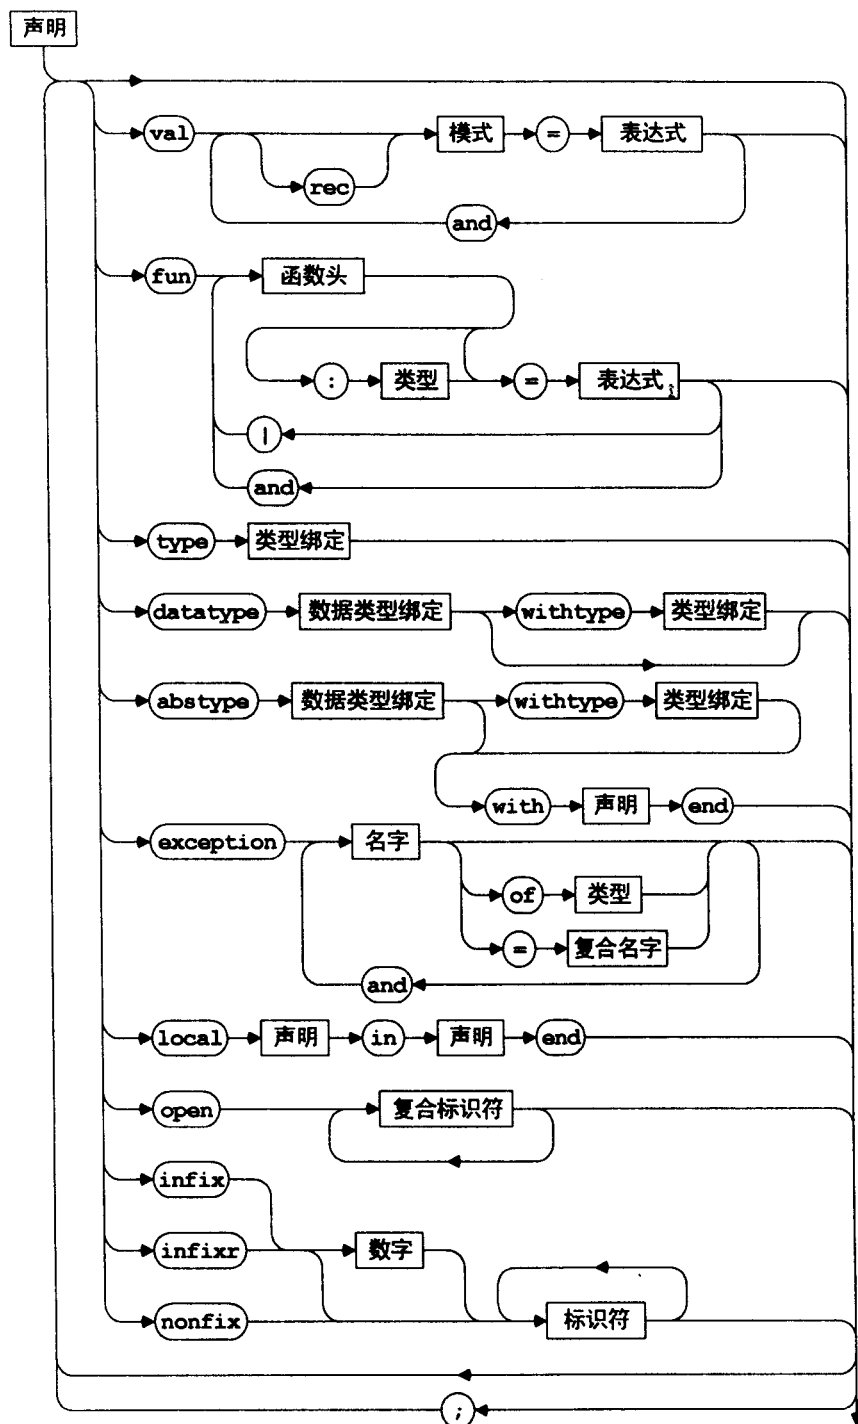 声明
val 模式 = 表达式
rec
and
fun 函数头
: 类型 = 表达式
|
and
type 类型绑定
datatype 数据类型绑定 withtype 类型绑定
abstype 数据类型绑定 withtype 类型绑定
with 声明 end
exception 名字
of 类型
= 复合名字
and
local 声明 in 声明 end
open 复合标识符
infix
infixr 数字
nonfix 标识符
;